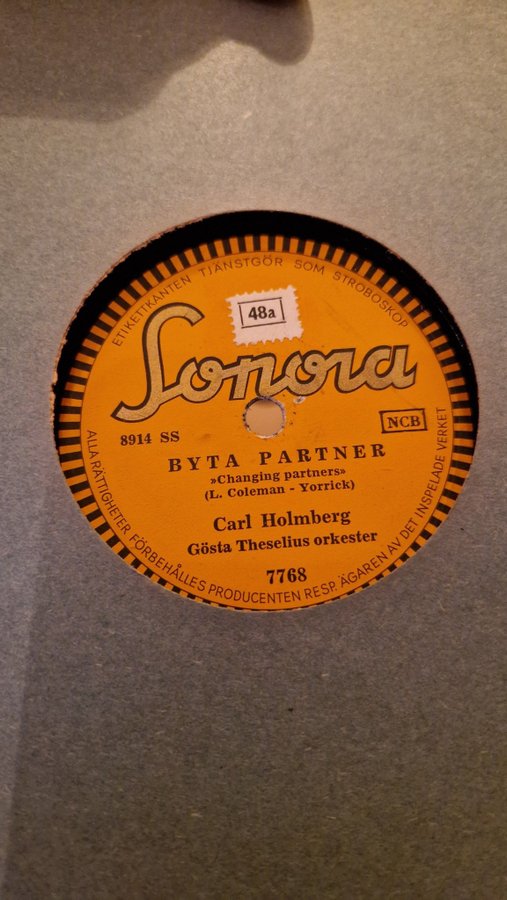 ETIKETTKANTEN TJÄNSTGÖR SOM STROBOSKOP
48a
Sonora
8914 SS
NCB
BYTA PARTNER
»Changing partners»
(L. Coleman - Yorrick)
Carl Holmberg
Gösta Theselius orkester
7768
ALLA RÄTTIGHETER FÖRBEHÅLLES PRODUCENTEN RESP. ÄGAREN AV DET INSPELADE VERKET